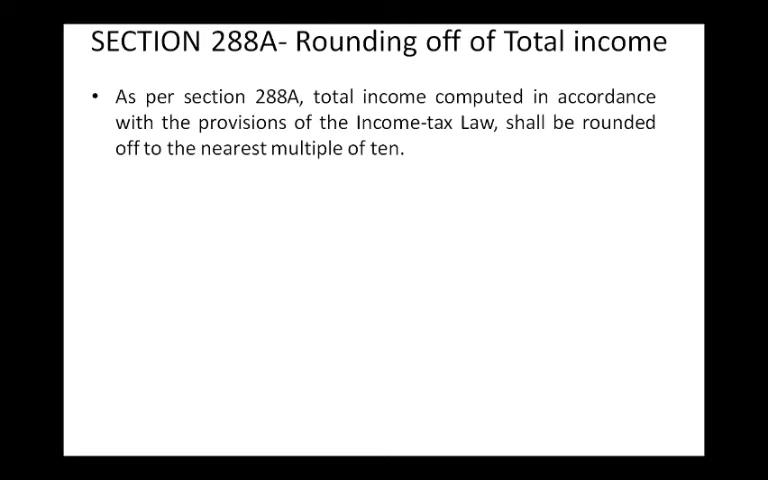 SECTION 288A- Rounding off of Total income
• As per section 288A, total income computed in accordance
with the provisions of the Income-tax Law, shall be rounded
off to the nearest multiple of ten.